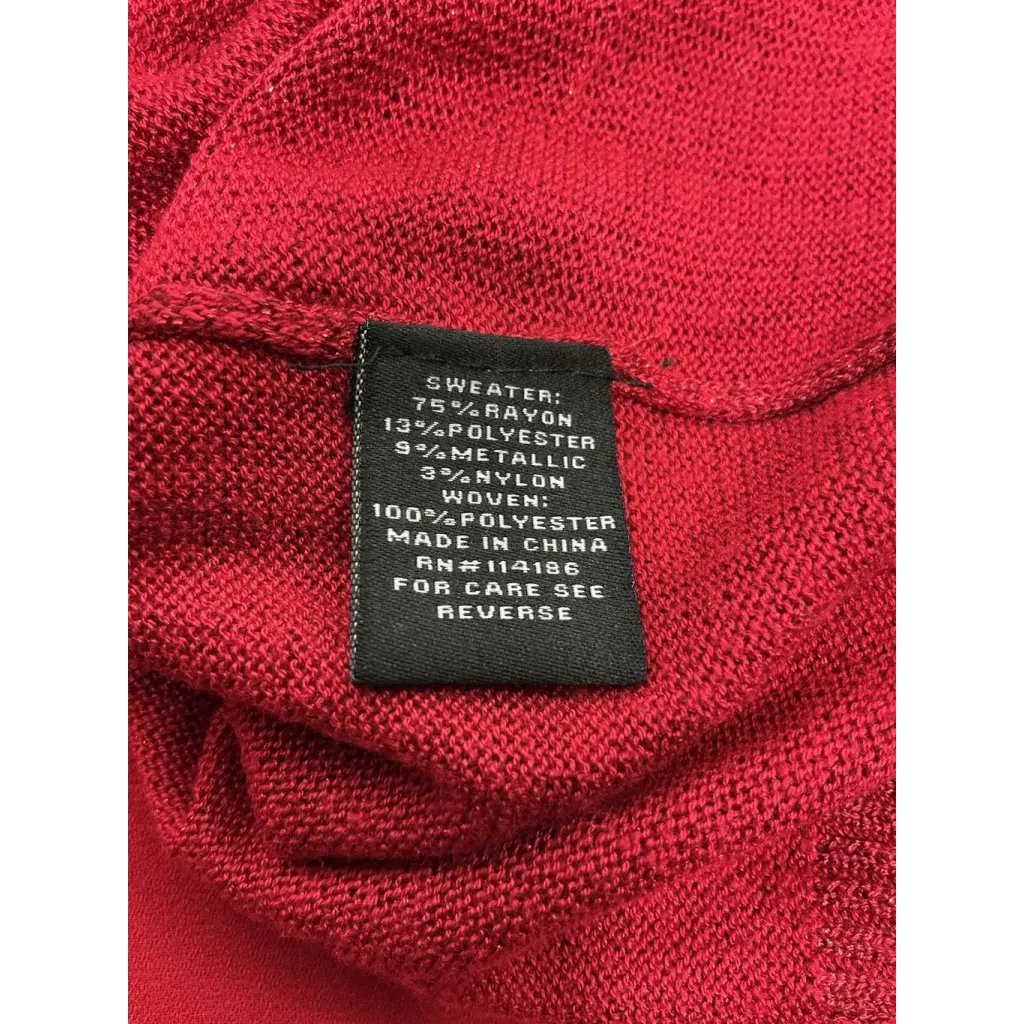 SWEATER:
75%RAYON
13%POLYESTER
9%METALLIC
3%NYLON
WOVEN:
100%POLYESTER
MADE IN CHINA
RN#114186
FOR CARE SEE
REVERSE